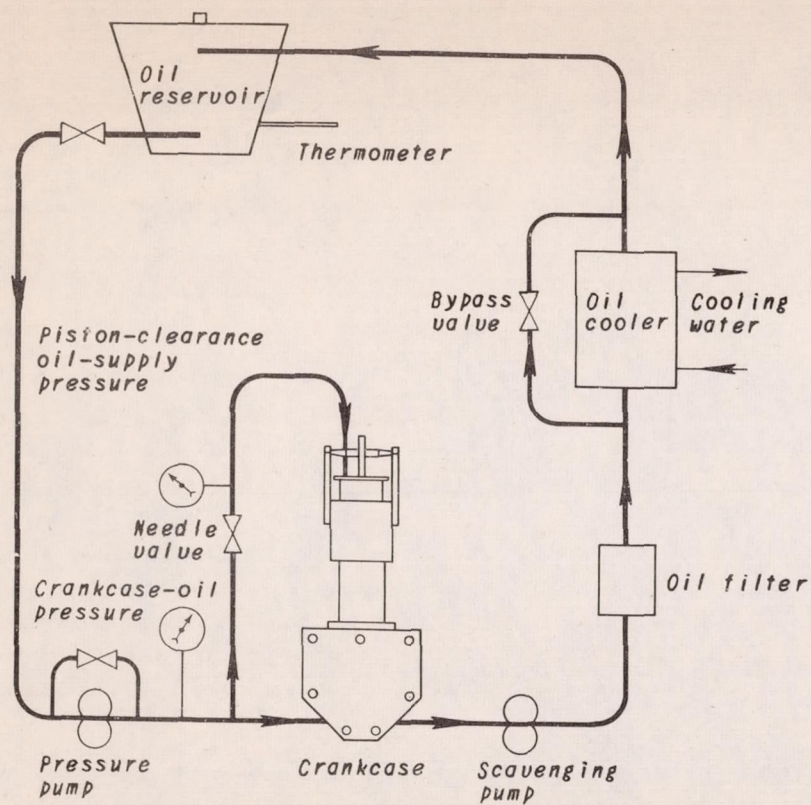 Oil
reservoir
Thermometer
Bypass
valve
Oil
cooler
Cooling
water
Piston-clearance
oil-supply
pressure
Needle
valve
Crankcase-oil
pressure
Oil filter
Pressure
pump
Crankcase
Scavenging
pump